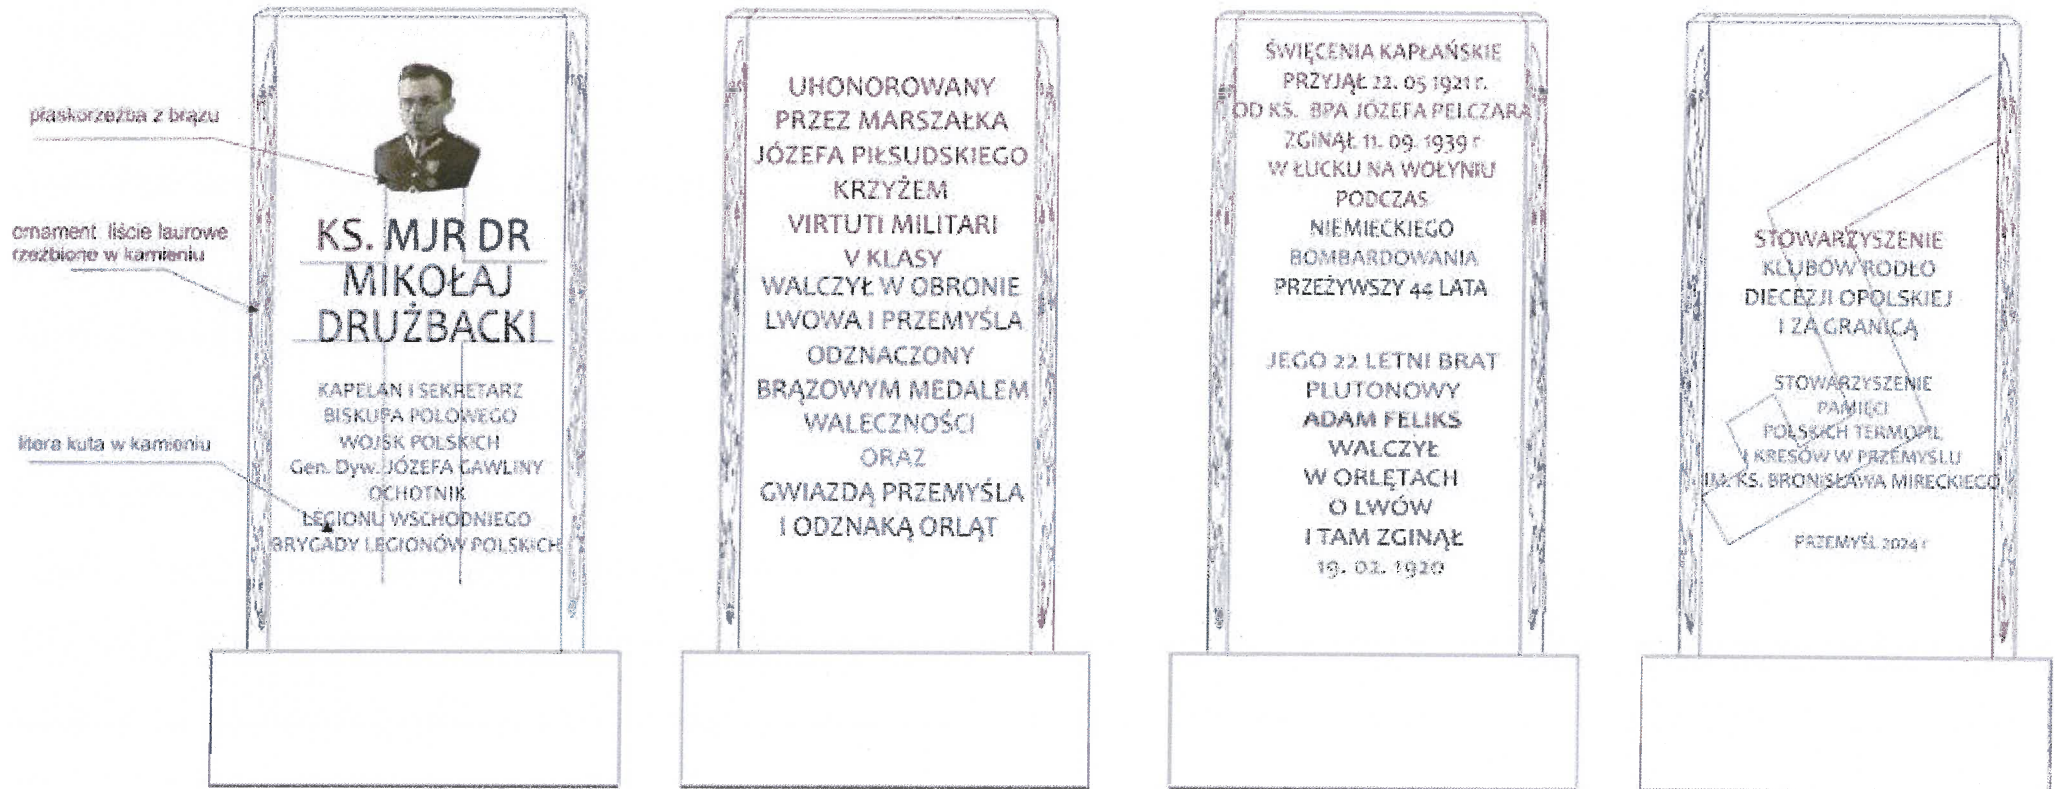 płaskorzeźba z brązu
ornament liście laurowe
rzeźbione w kamieniu
litera kuta w kamieniu
KS. MJR DR
MIKOŁAJ
DRUŻBACKI
KAPELAN I SEKRETARZ
BISKUPA POLOWEGO
WOJSK POLSKICH
Gen. Dyw. JÓZEFA GAWLINY
OCHOTNIK
LEGIONU WSCHODNIEGO
BRYGADY LEGIONÓW POLSKICH
UHONOROWANY
PRZEZ MARSZAŁKA
JÓZEFA PIŁSUDSKIEGO
KRZYŻEM
VIRTUTI MILITARI
V KLASY
WALCZYŁ W OBRONIE
LWOWA I PRZEMYŚLA
ODZNACZONY
BRĄZOWYM MEDALEM
WALECZNOŚCI
ORAZ
GWIAZDĄ PRZEMYŚLA
I ODZNAKĄ ORLĄT
ŚWIĘCENIA KAPŁAŃSKIE
PRZYJĄŁ 22. 05 1921 r.
OD KS. BPA JÓZEFA PELCZARA
ZGINĄŁ 11. 09. 1939 r
W ŁUCKU NA WOŁYNIU
PODCZAS
NIEMIECKIEGO
BOMBARDOWANIA
PRZEŻYWSZY 44 LATA
JEGO 22 LETNI BRAT
PLUTONOWY
ADAM FELIKS
WALCZYŁ
W ORLĘTACH
O LWÓW
I TAM ZGINĄŁ
19. 02. 1920
STOWARZYSZENIE
KLUBÓW RODŁO
DIECEZJI OPOLSKIEJ
I ZA GRANICĄ
STOWARZYSZENIE
PAMIĘCI
POLSKICH TERMOPIL
I KRESÓW W PRZEMYŚLU
IM. KS. BRONISŁAWA MIRECKIEGO
PRZEMYŚL 2024 r